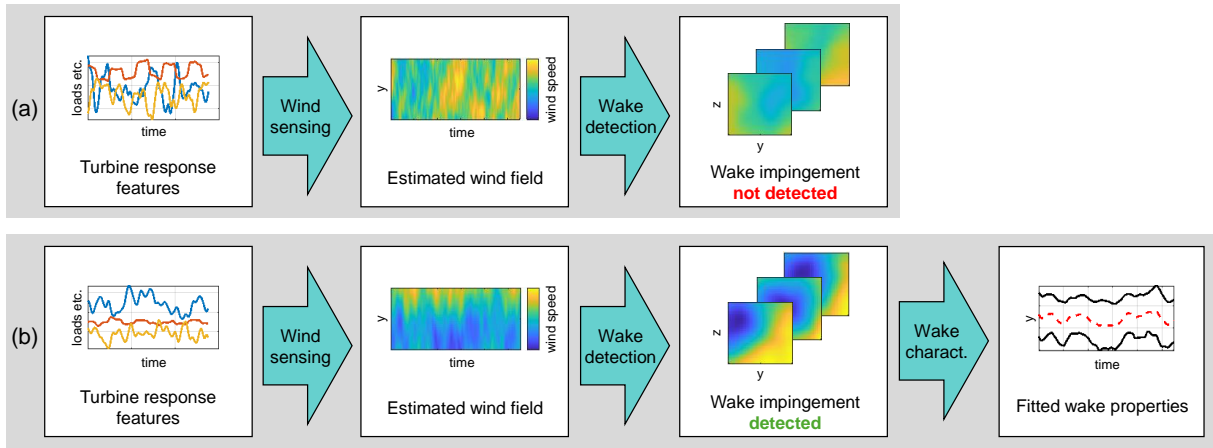 (a)
loads etc.
time
Turbine response
features
Wind
sensing
y
time
wind speed
Estimated wind field
Wake
detection
z
y
Wake impingement
not detected
(b)
loads etc.
time
Turbine response
features
Wind
sensing
y
time
wind speed
Estimated wind field
Wake
detection
z
y
Wake impingement
detected
Wake
charact.
y
time
Fitted wake properties